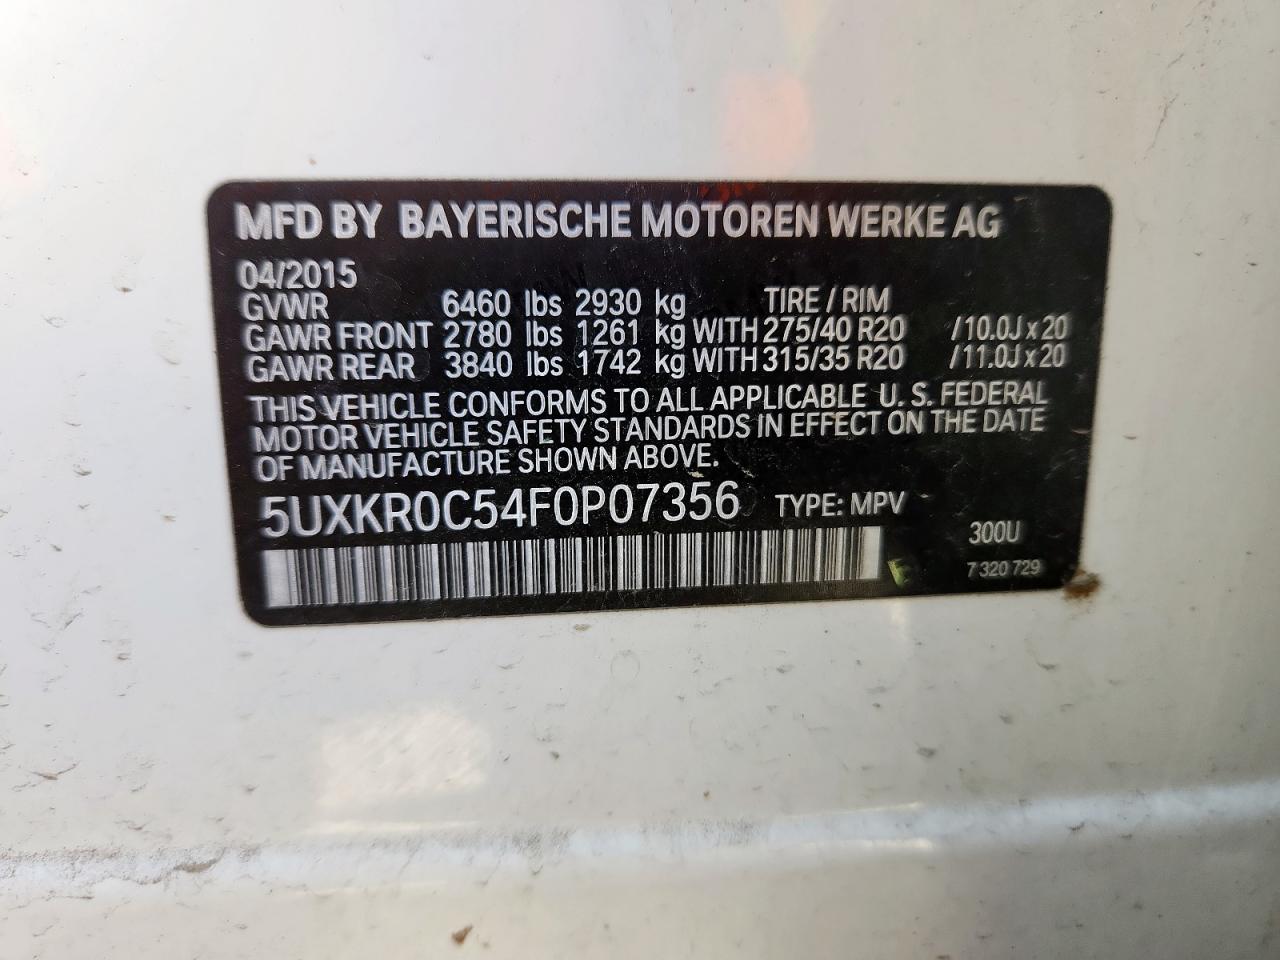 MFD BY BAYERISCHE MOTOREN WERKE AG
04/2015
GVWR 6460 lbs 2930 kg TIRE / RIM
GAWR FRONT 2780 lbs 1261 kg WITH 275/40 R20 /10.0J x 20
GAWR REAR 3840 lbs 1742 kg WITH 315/35 R20 /11.0J x 20
THIS VEHICLE CONFORMS TO ALL APPLICABLE U. S. FEDERAL
MOTOR VEHICLE SAFETY STANDARDS IN EFFECT ON THE DATE
OF MANUFACTURE SHOWN ABOVE.
5UXKR0C54F0P07356 TYPE: MPV
300U
7 320 729